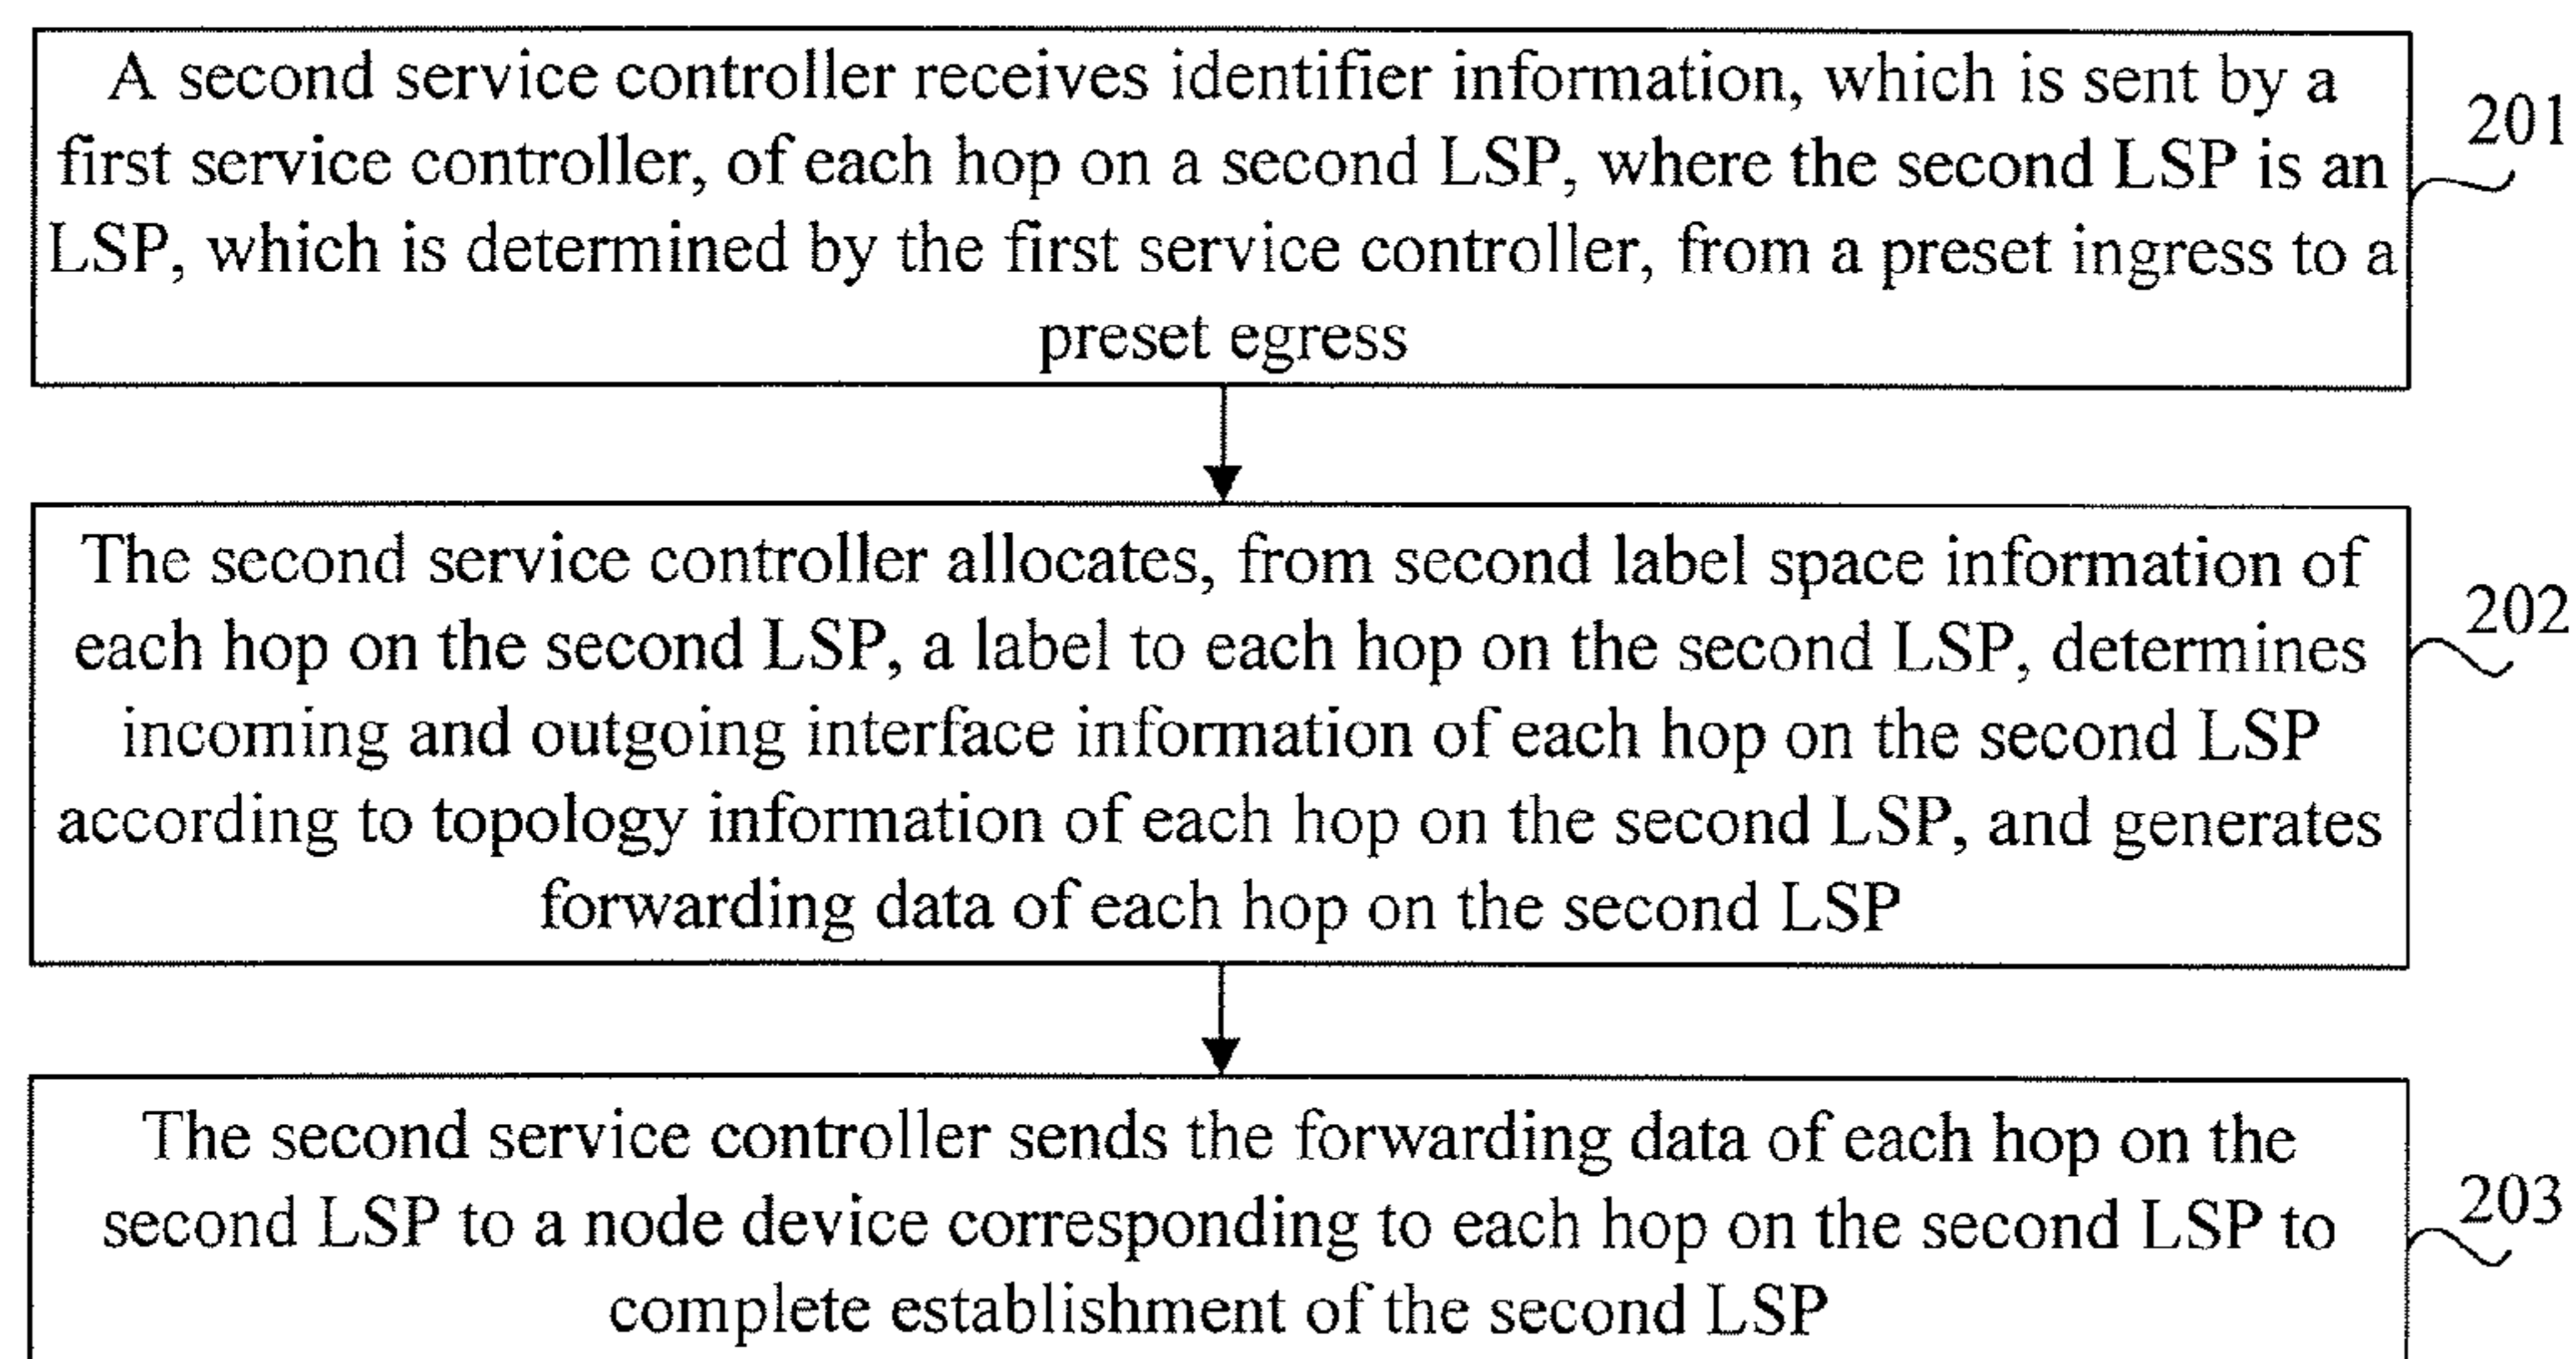 A second service controller receives identifier information, which is sent by a
first service controller, of each hop on a second LSP, where the second LSP is an
LSP, which is determined by the first service controller, from a preset ingress to a
preset egress
201
The second service controller allocates, from second label space information of
each hop on the second LSP, a label to each hop on the second LSP, determines
incoming and outgoing interface information of each hop on the second LSP
according to topology information of each hop on the second LSP, and generates
forwarding data of each hop on the second LSP
202
The second service controller sends the forwarding data of each hop on the
second LSP to a node device corresponding to each hop on the second LSP to
complete establishment of the second LSP
203